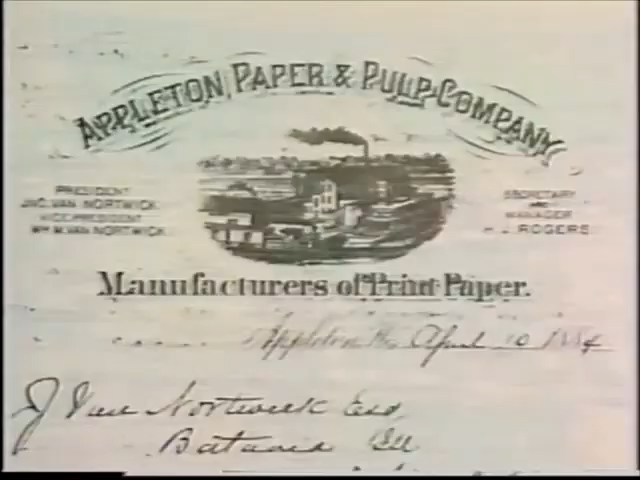 APPLETON PAPER & PULP COMPANY
PRESIDENT
JNO. VAN NORTWICK
VICE PRESIDENT
WM. M. VAN NORTWICK
SECRETARY
AND
MANAGER
H. J. ROGERS
Manufacturers of Print Paper.
Appleton Wis. April 10 1884
J Van Nortwick Esq
Batavia Ill